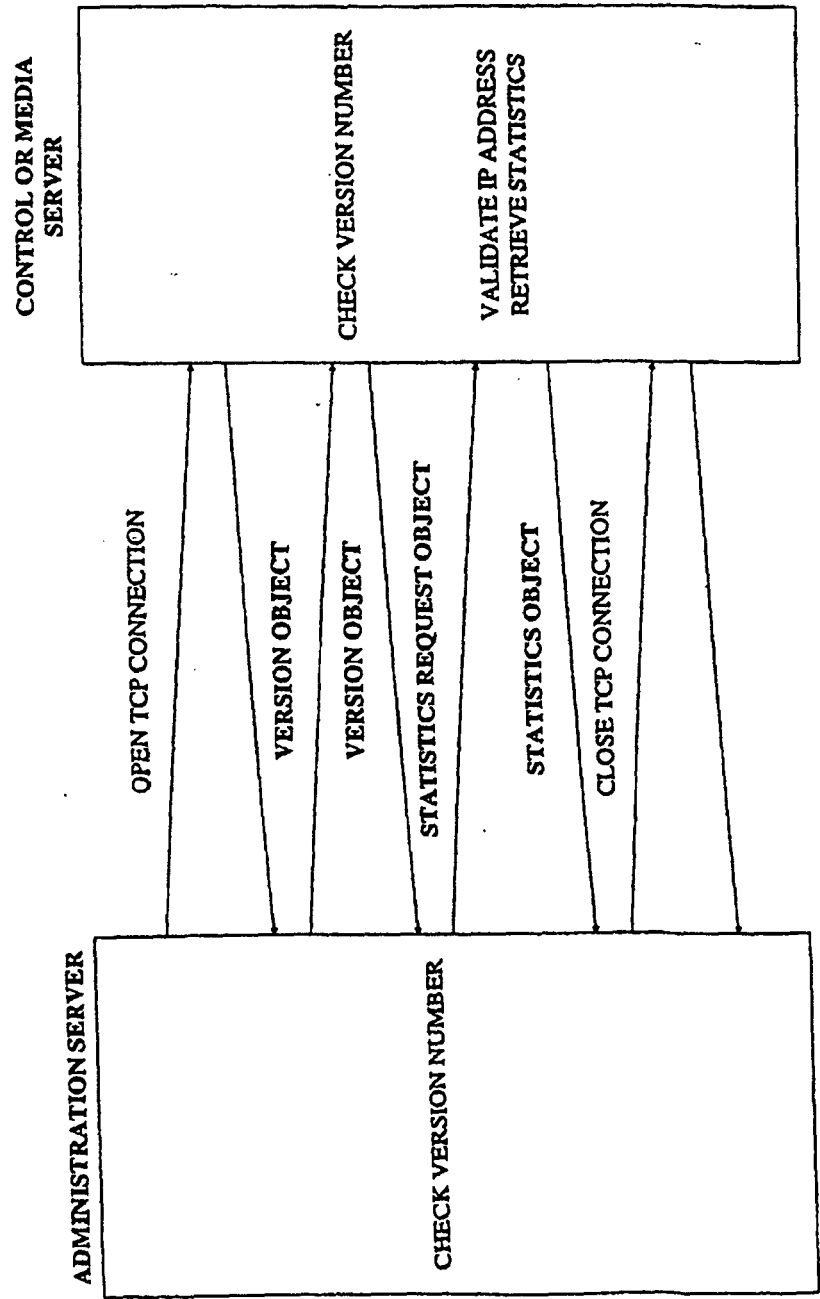 ADMINISTRATION SERVER
CHECK VERSION NUMBER
OPEN TCP CONNECTION
VERSION OBJECT
VERSION OBJECT
STATISTICS REQUEST OBJECT
STATISTICS OBJECT
CLOSE TCP CONNECTION
CONTROL OR MEDIA
SERVER
CHECK VERSION NUMBER
VALIDATE IP ADDRESS
RETRIEVE STATISTICS